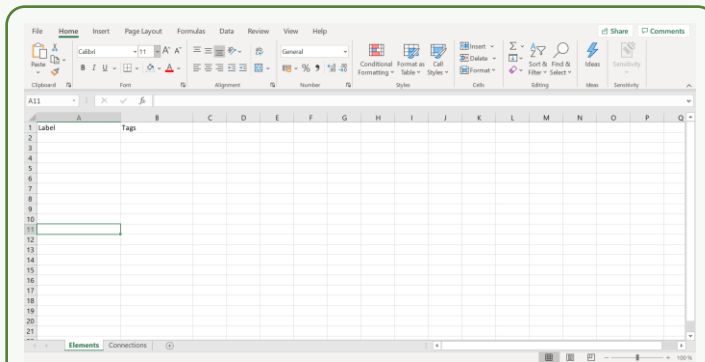 File Home Insert Page Layout Formulas Data Review View Help Share Comments
Calibri 11 A A General Insert Σ
Paste B I U A % 9 Conditional Format as Cell Delete Sort & Find & Ideas Sensitivity
Formatting Table Styles Format Filter Select
Clipboard Font Alignment Number Styles Cells Editing Ideas Sensitivity
A11 fx
A B C D E F G H I J K L M N O P Q
1 Label Tags
2
3
4
5
6
7
8
9
10
11
12
13
14
15
16
17
18
19
20
21
Elements Connections
100%